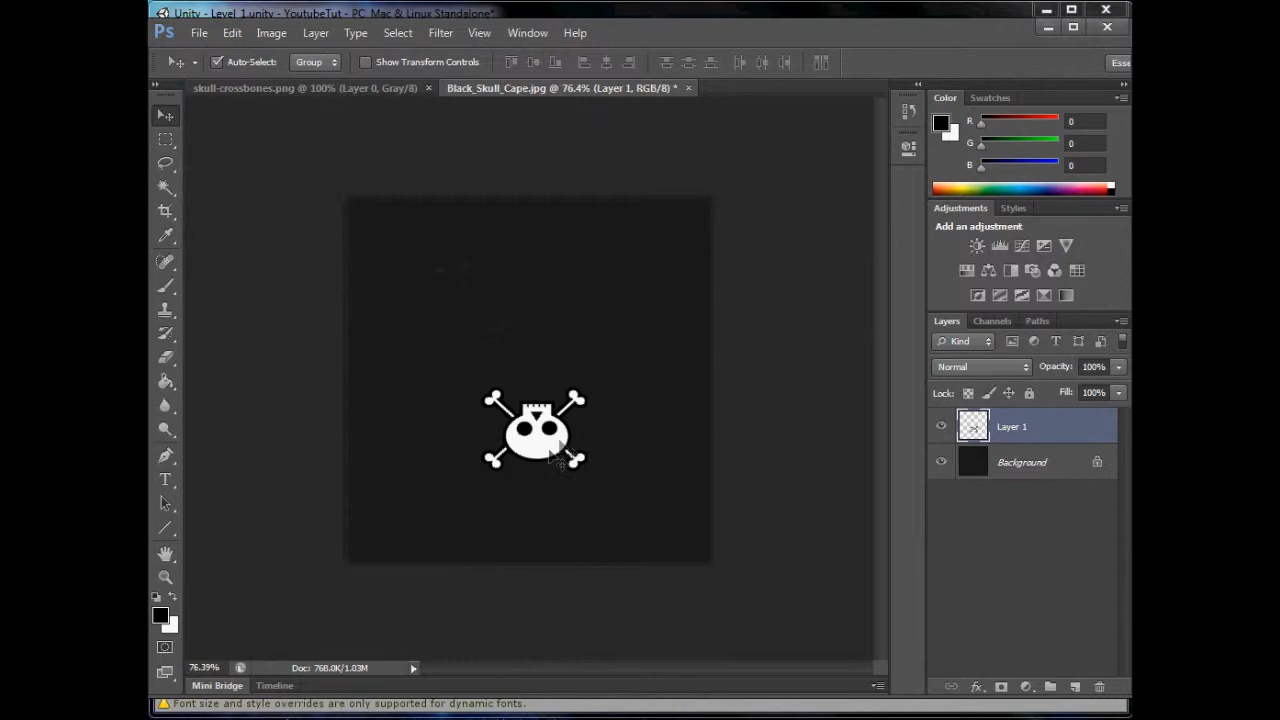 Unity - Level 1.unity - YoutubeTut - PC, Mac & Linux Standalone*
Ps File Edit Image Layer Type Select Filter View Window Help
Auto-Select: Group Show Transform Controls
Esse
skull-crossbones.png @ 100% (Layer 0, Gray/8) × Black_Skull_Cape.jpg @ 76.4% (Layer 1, RGB/8) * ×
Color Swatches
R 0
G 0
B 0
Adjustments Styles
Add an adjustment
Layers Channels Paths
Kind
Normal Opacity: 100%
Lock: Fill: 100%
Layer 1
Background
76.39% Doc: 768.0K/1.03M
Mini Bridge Timeline
Font size and style overrides are only supported for dynamic fonts.